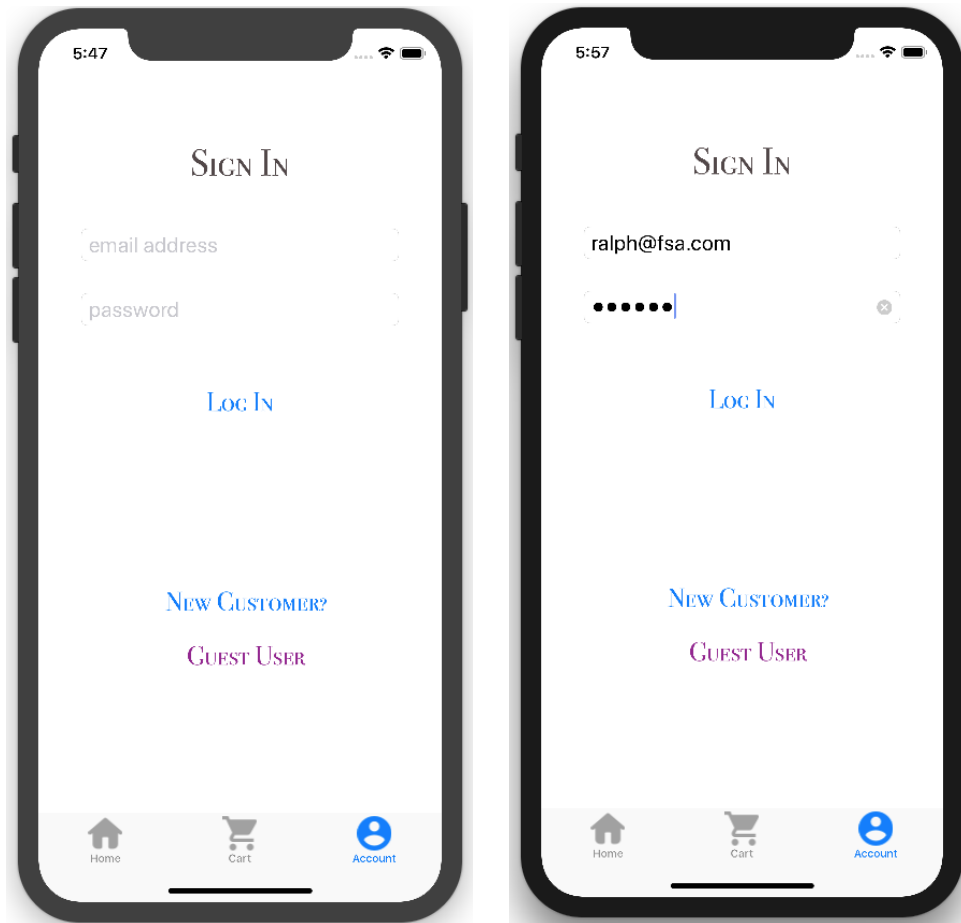 5:47
Sign In
email address
password
Log In
New Customer?
Guest User
Home
Cart
Account
5:57
Sign In
ralph@fsa.com
••••••
Log In
New Customer?
Guest User
Home
Cart
Account